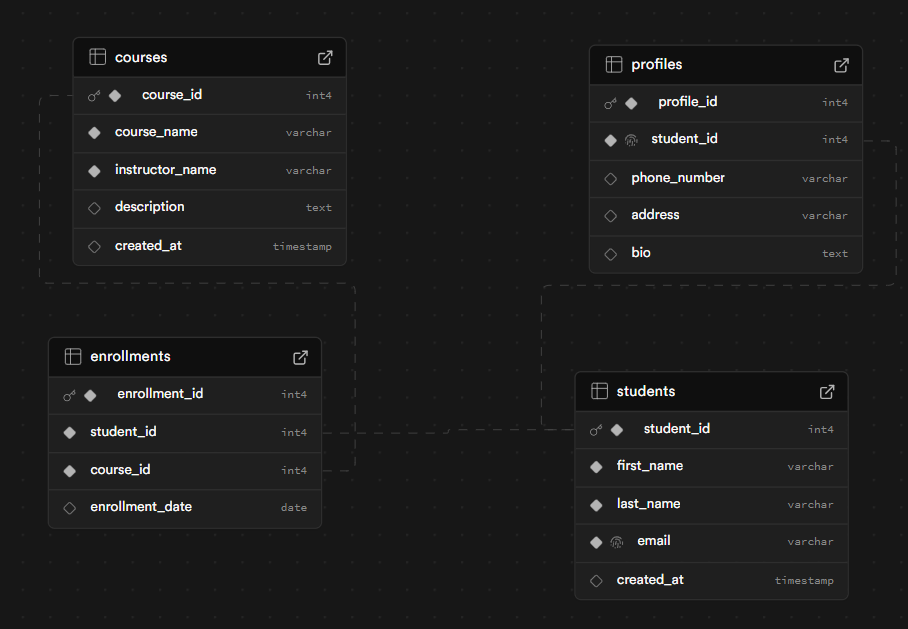 courses
course_id int4
course_name varchar
instructor_name varchar
description text
created_at timestamp
profiles
profile_id int4
student_id int4
phone_number varchar
address varchar
bio text
enrollments
enrollment_id int4
student_id int4
course_id int4
enrollment_date date
students
student_id int4
first_name varchar
last_name varchar
email varchar
created_at timestamp